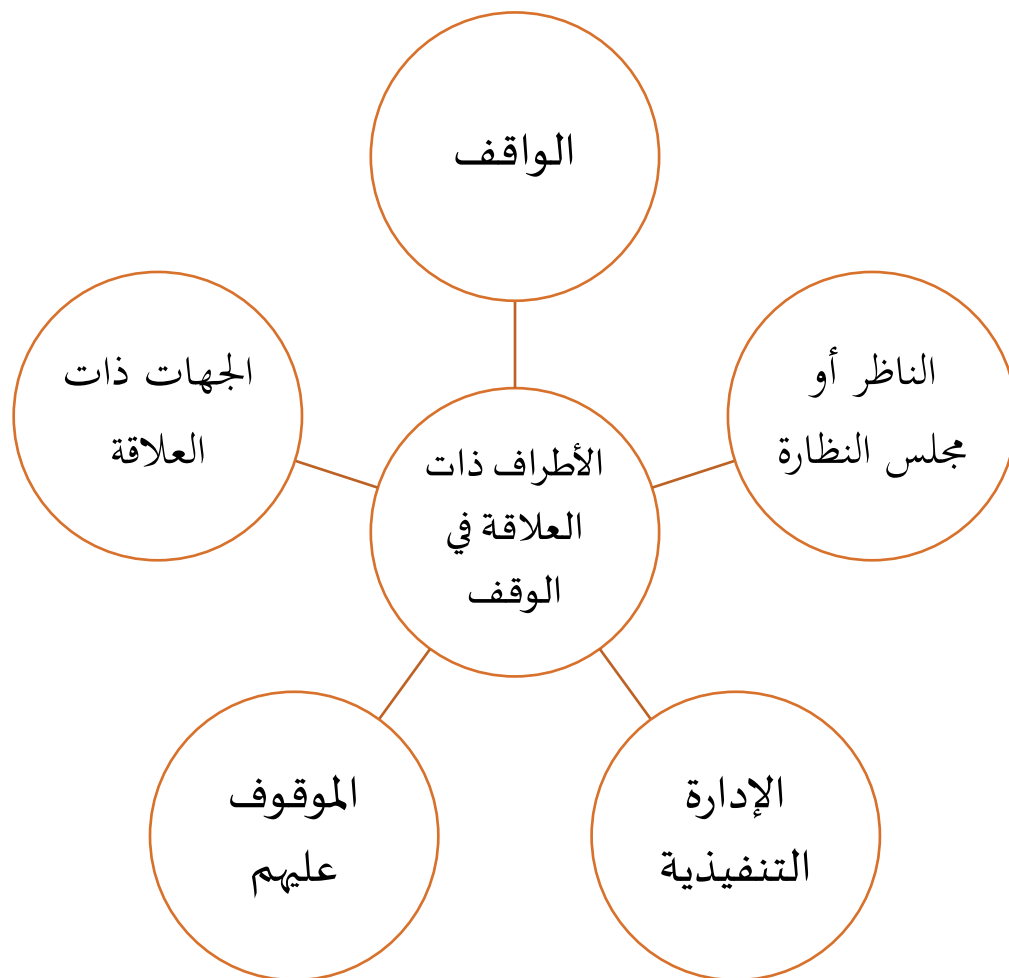 الواقف
الناظر أو
مجلس النظارة
الإدارة
التنفيذية
الموقوف
عليهم
الجهات ذات
العلاقة
الأطراف ذات
العلاقة في
الوقف